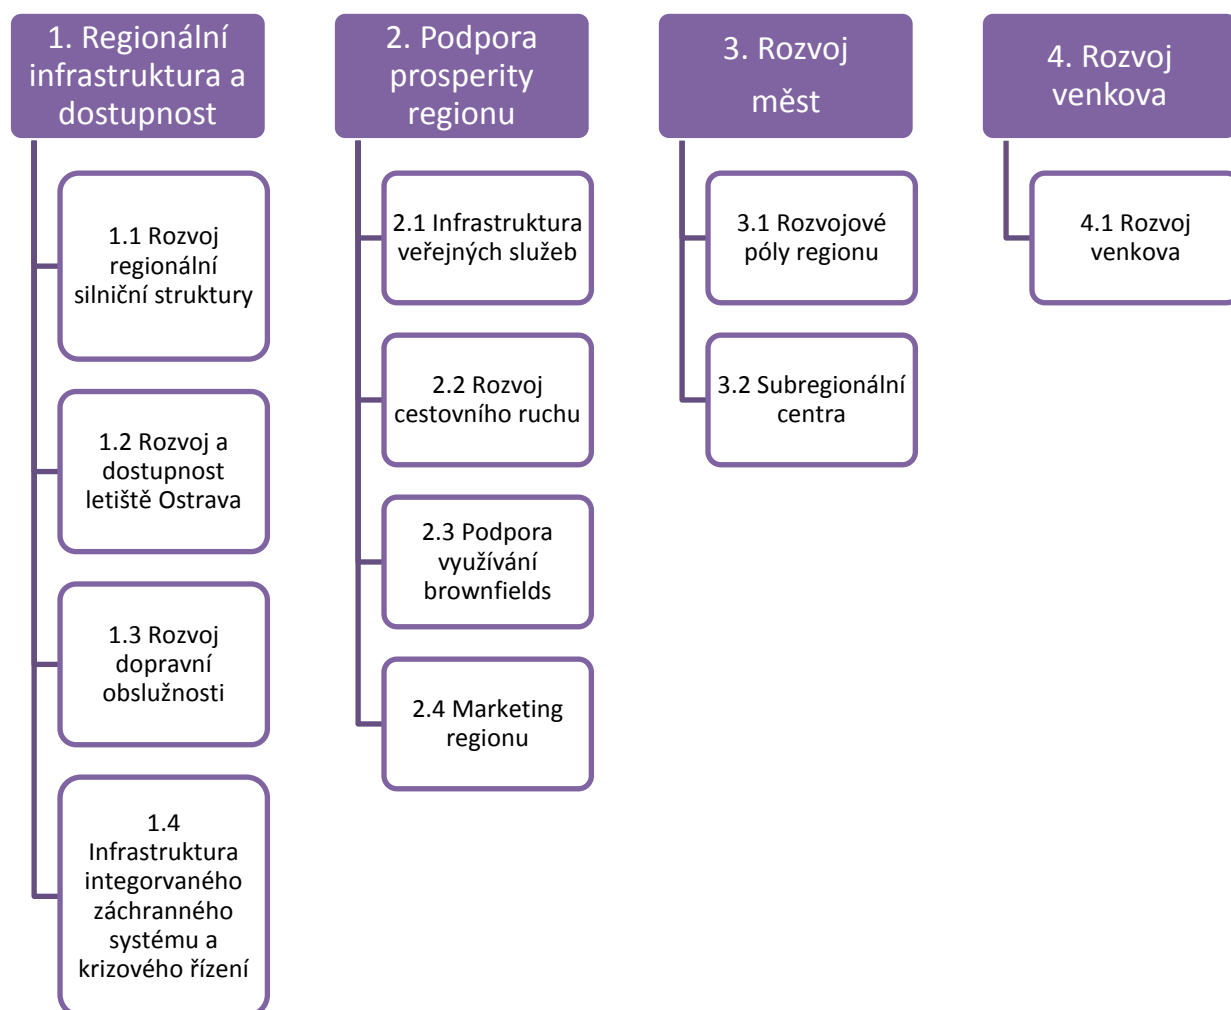 1. Regionální
infrastruktura a
dostupnost
1.1 Rozvoj
regionální
silniční struktury
1.2 Rozvoj a
dostupnost
letiště Ostrava
1.3 Rozvoj
dopravní
obslužnosti
1.4
Infrastruktura
integorvaného
záchranného
systému a
krizového řízení
2. Podpora
prosperity
regionu
2.1 Infrastruktura
veřejných služeb
2.2 Rozvoj
cestovního ruchu
2.3 Podpora
využívání
brownfields
2.4 Marketing
regionu
3. Rozvoj
měst
3.1 Rozvojové
póly regionu
3.2 Subregionální
centra
4. Rozvoj
venkova
4.1 Rozvoj
venkova